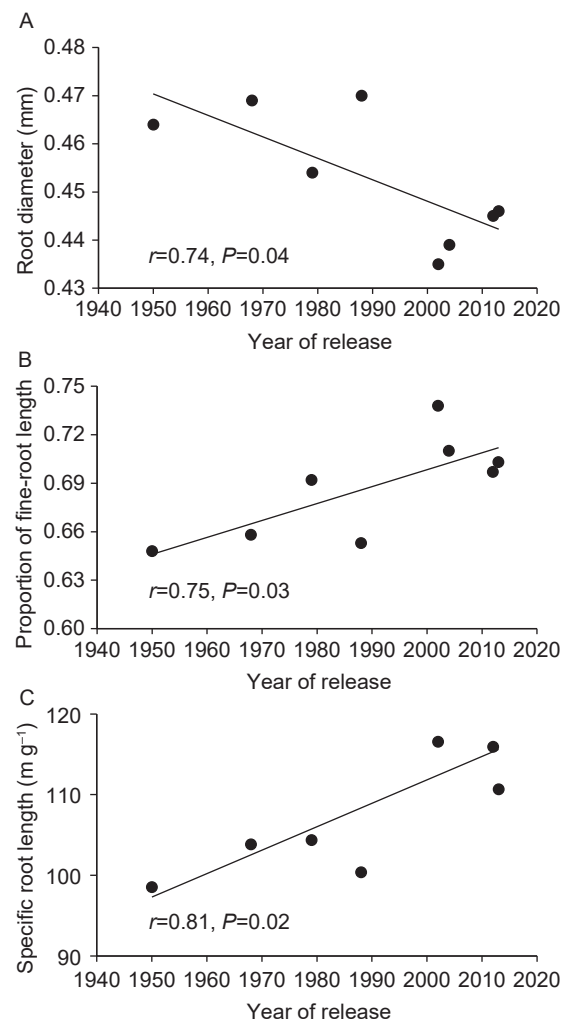 A
Root diameter (mm)
0.48
0.47
0.46
0.45
0.44
0.43
r=0.74, P=0.04
1940 1950 1960 1970 1980 1990 2000 2010 2020
Year of release
B
Proportion of fine-root length
0.75
0.72
0.69
0.66
0.63
0.60
r=0.75, P=0.03
1940 1950 1960 1970 1980 1990 2000 2010 2020
Year of release
C
Specific root length (m g⁻¹)
120
110
100
90
r=0.81, P=0.02
1940 1950 1960 1970 1980 1990 2000 2010 2020
Year of release